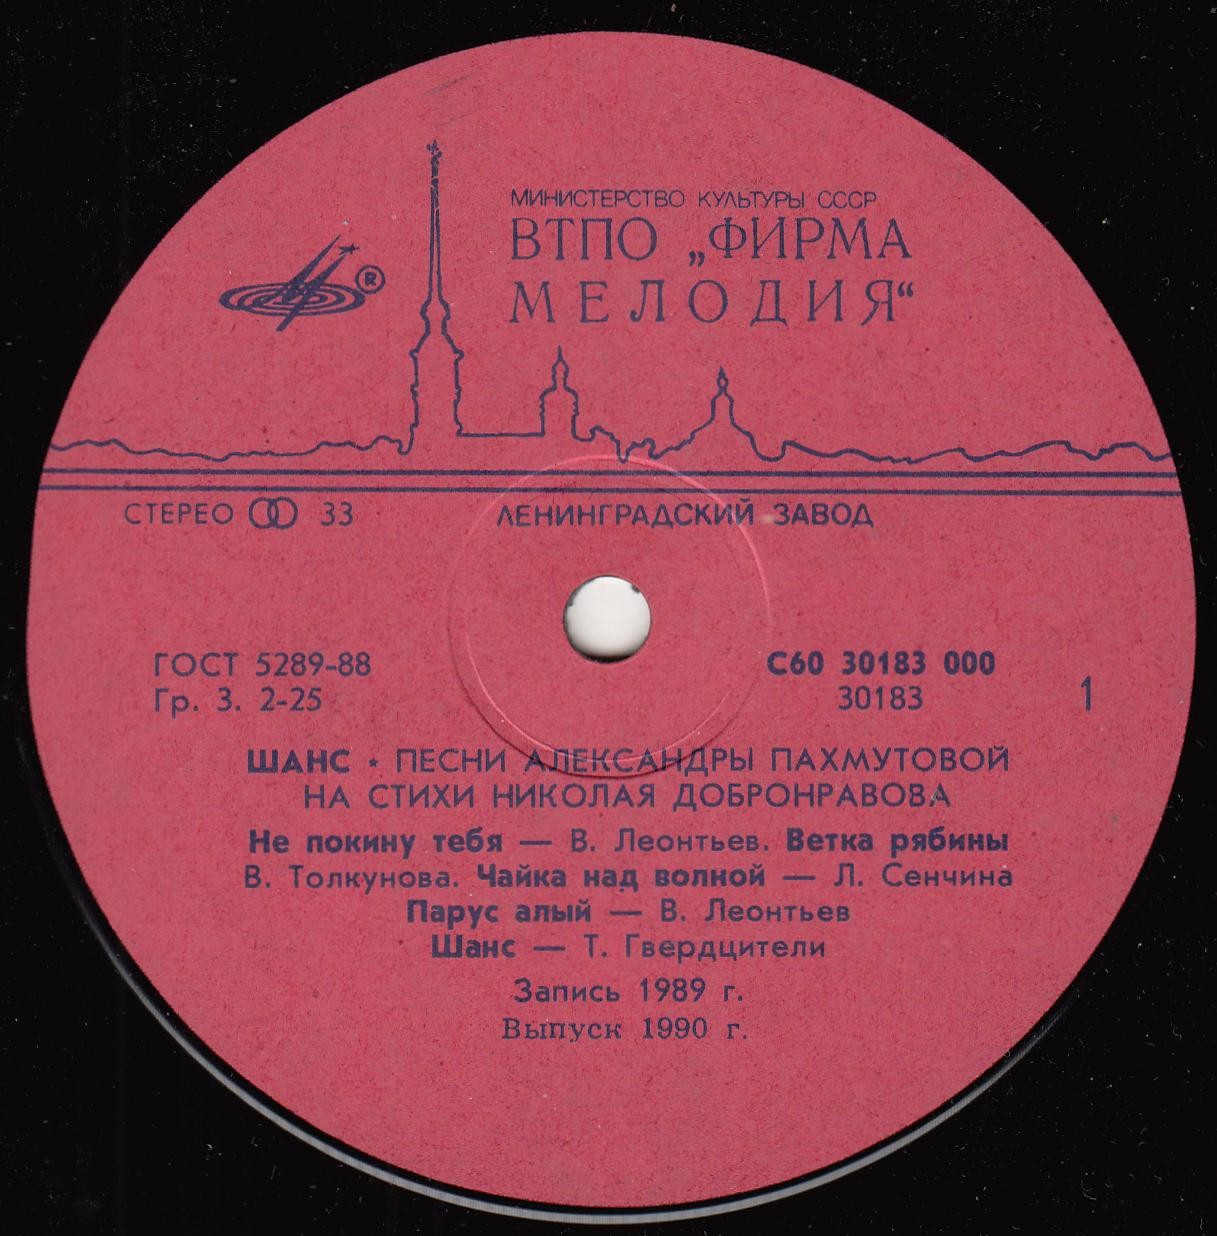 МИНИСТЕРСТВО КУЛЬТУРЫ СССР
ВТПО „ФИРМА
МЕЛОДИЯ“
®
СТЕРЕО 33 ЛЕНИНГРАДСКИЙ ЗАВОД
ГОСТ 5289-88 С60 30183 000
Гр. 3. 2-25 30183 1
ШАНС • ПЕСНИ АЛЕКСАНДРЫ ПАХМУТОВОЙ
НА СТИХИ НИКОЛАЯ ДОБРОНРАВОВА
Не покину тебя — В. Леонтьев. Ветка рябины
В. Толкунова. Чайка над волной — Л. Сенчина
Парус алый — В. Леонтьев
Шанс — Т. Гвердцители
Запись 1989 г.
Выпуск 1990 г.